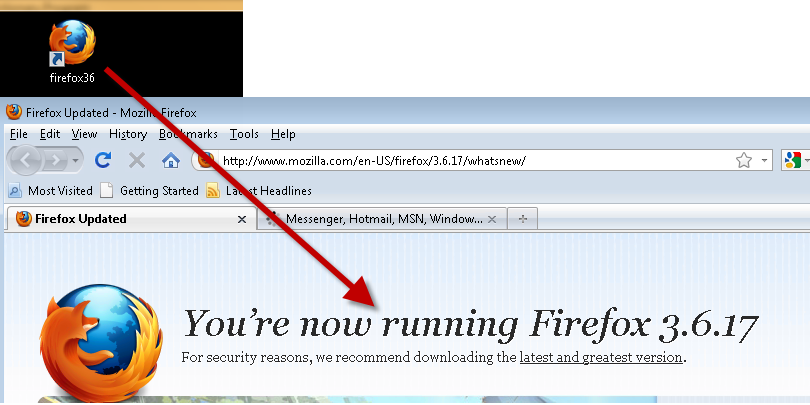 firefox36
Firefox Updated - Mozilla Firefox
File Edit View History Bookmarks Tools Help
http://www.mozilla.com/en-US/firefox/3.6.17/whatsnew/
Most Visited Getting Started Latest Headlines
Firefox Updated Messenger, Hotmail, MSN, Window...
You're now running Firefox 3.6.17
For security reasons, we recommend downloading the latest and greatest version.